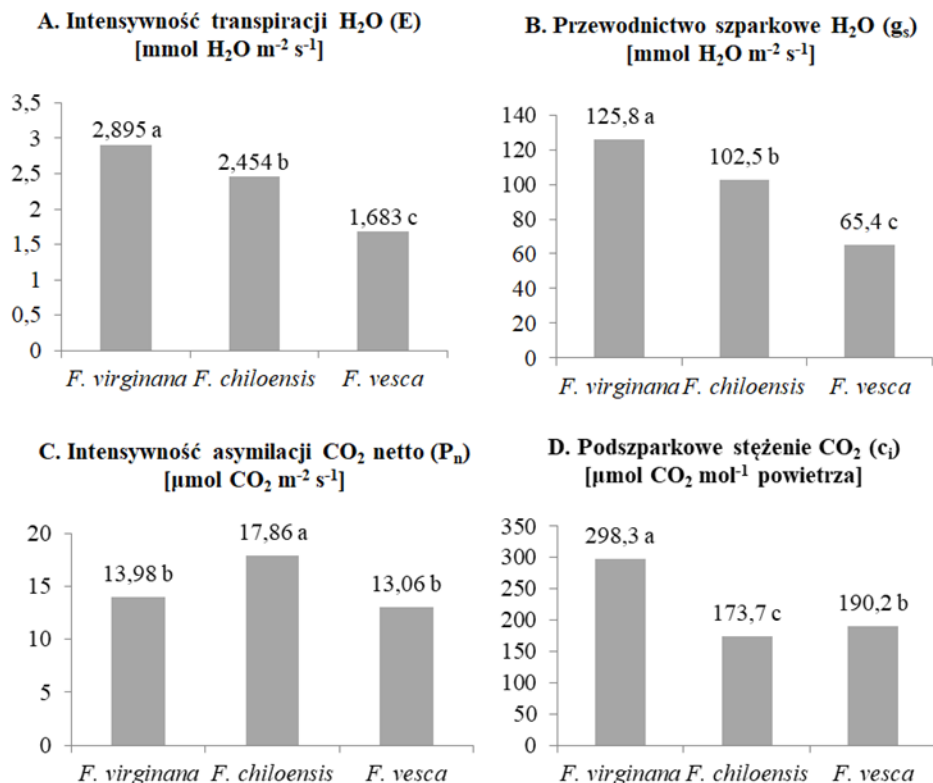 A. Intensywność transpiracji H₂O (E)
[mmol H₂O m⁻² s⁻¹]
3,5
3
2,5
2
1,5
1
0,5
0
2,895 a
2,454 b
1,683 c
F. virginana F. chiloensis F. vesca
B. Przewodnictwo szparkowe H₂O (gₛ)
[mmol H₂O m⁻² s⁻¹]
140
120
100
80
60
40
20
0
125,8 a
102,5 b
65,4 c
F. virginana F. chiloensis F. vesca
C. Intensywność asymilacji CO₂ netto (Pₙ)
[μmol CO₂ m⁻² s⁻¹]
20
15
10
5
0
13,98 b
17,86 a
13,06 b
F. virginana F. chiloensis F. vesca
D. Podszparkowe stężenie CO₂ (cᵢ)
[μmol CO₂ mol⁻¹ powietrza]
350
300
250
200
150
100
50
0
298,3 a
173,7 c
190,2 b
F. virginana F. chiloensis F. vesca